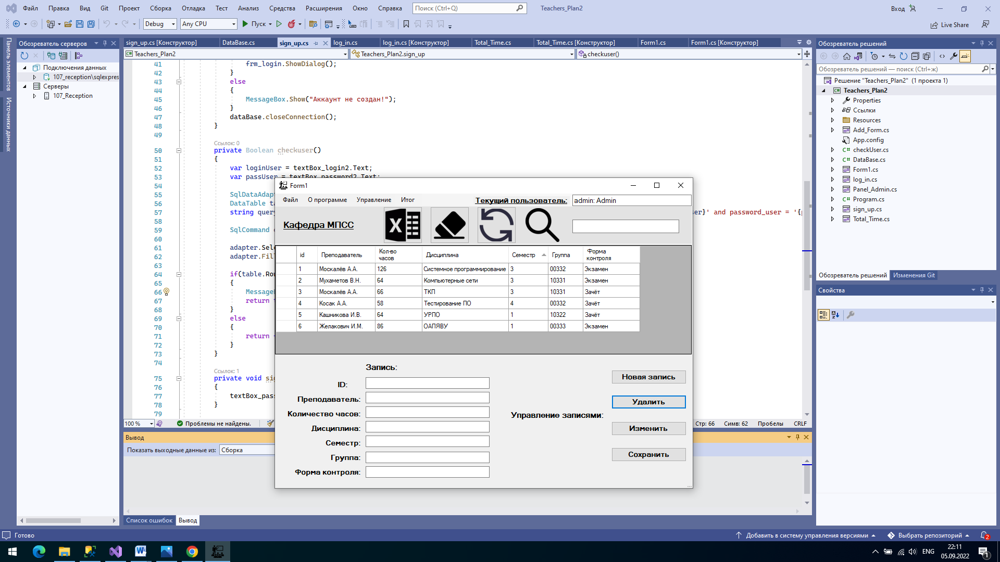 Файл Правка Вид Git Проект Сборка Отладка Тест Анализ Средства Расширения Окно Справка Поиск (Ctrl+Q) Teachers_Plan2 Вход
Debug Any CPU Пуск Live Share
Панель элементов
Источники данных
Обозреватель серверов
Подключения данных
107_reception\sqlexpres
Серверы
107_Reception
sign_up.cs [Конструктор] DataBase.cs sign_up.cs log_in.cs log_in.cs [Конструктор] Total_Time.cs Total_Time.cs [Конструктор] Form1.cs Form1.cs [Конструктор]
Teachers_Plan2 Teachers_Plan2.sign_up checkuser()
41 frm_login.ShowDialog();
42 }
43 else
44 {
45 MessageBox.Show("Аккаунт не создан!");
46 }
47 dataBase.closeConnection();
48 }
49
Ссылок: 0
50 private Boolean checkuser()
51 {
52 var loginUser = textBox_login2.Text;
53 var passUser = textBox_password2.Text;
54
55 SqlDataAdapt
56 DataTable ta
57 string query er}' and password_user = '{
58
59 SqlCommand
60
61 adapter.Sele
62 adapter.Fil
63
64 if(table.Row
65 {
66 Message
67 return
68 }
69 else
70 {
71 return
72 }
73 }
74
Ссылок: 1
75 private void sig
76 {
77 textBox_pass
78 }
79
100 % Проблемы не найдены. Стр: 66 Симв: 62 Пробелы CRLF
Вывод
Показать выходные данные из: Сборка
Список ошибок Вывод
Form1
Файл О программе Управление Итог Текущий пользователь: admin: Admin
Кафедра МПСС
X
id Преподаватель Кол-во часов Дисциплина Семестр Группа Форма контроля
1 Москалёв А.А. 126 Системное программирование 3 00332 Экзамен
2 Мухаметов В.Н. 64 Компьютерные сети 3 10331 Экзамен
3 Москалёв А.А. 66 ТКП 3 10331 Зачёт
4 Косак А.А. 58 Тестирование ПО 4 00332 Зачёт
5 Кашникова И.В. 64 УРПО 1 10322 Зачёт
6 Желакович И.М. 86 ОАПЯВУ 1 00333 Экзамен
Запись:
ID:
Преподаватель:
Количество часов:
Дисциплина:
Семестр:
Группа:
Форма контроля:
Управление записями:
Новая запись
Удалить
Изменить
Сохранить
Обозреватель решений
Обозреватель решений — поиск (Ctrl+ж)
Решение "Teachers_Plan2" (1 проекта 1)
Teachers_Plan2
Properties
Ссылки
Resources
Add_Form.cs
App.config
checkUser.cs
DataBase.cs
Form1.cs
log_in.cs
Panel_Admin.cs
Program.cs
sign_up.cs
Total_Time.cs
Обозреватель решений Изменения Git
Свойства
Готово Добавить в систему управления версиями Выбрать репозиторий 2
ENG 22:11
05.09.2022 1